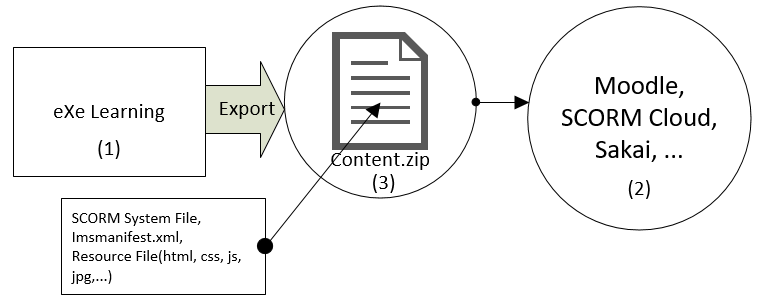 eXe Learning
(1)
Export
Content.zip
(3)
Moodle,
SCORM Cloud,
Sakai, ...
(2)
SCORM System File,
Imsmanifest.xml,
Resource File(html, css, js,
jpg,...)